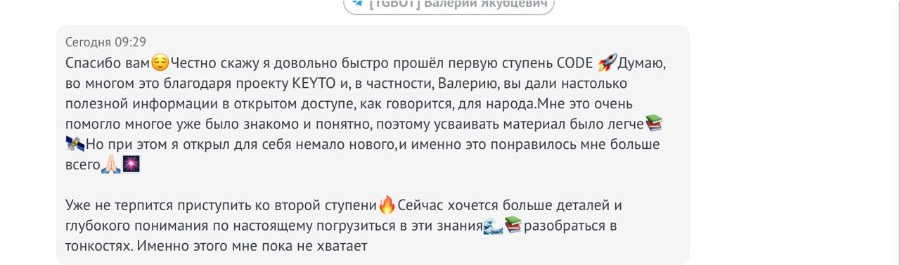 [TGBOT] Валерий Якубцевич
Сегодня 09:29
Спасибо вам😌Честно скажу я довольно быстро прошёл первую ступень CODE 🚀Думаю,
во многом это благодаря проекту KEYTO и, в частности, Валерию, вы дали настолько
полезной информации в открытом доступе, как говорится, для народа.Мне это очень
помогло многое уже было знакомо и понятно, поэтому усваивать материал было легче📚
🛰️Но при этом я открыл для себя немало нового,и именно это понравилось мне больше
всего🙏🏻🎆
Уже не терпится приступить ко второй ступени🔥Сейчас хочется больше деталей и
глубокого понимания по настоящему погрузиться в эти знания🌊📚разобраться в
тонкостях. Именно этого мне пока не хватает